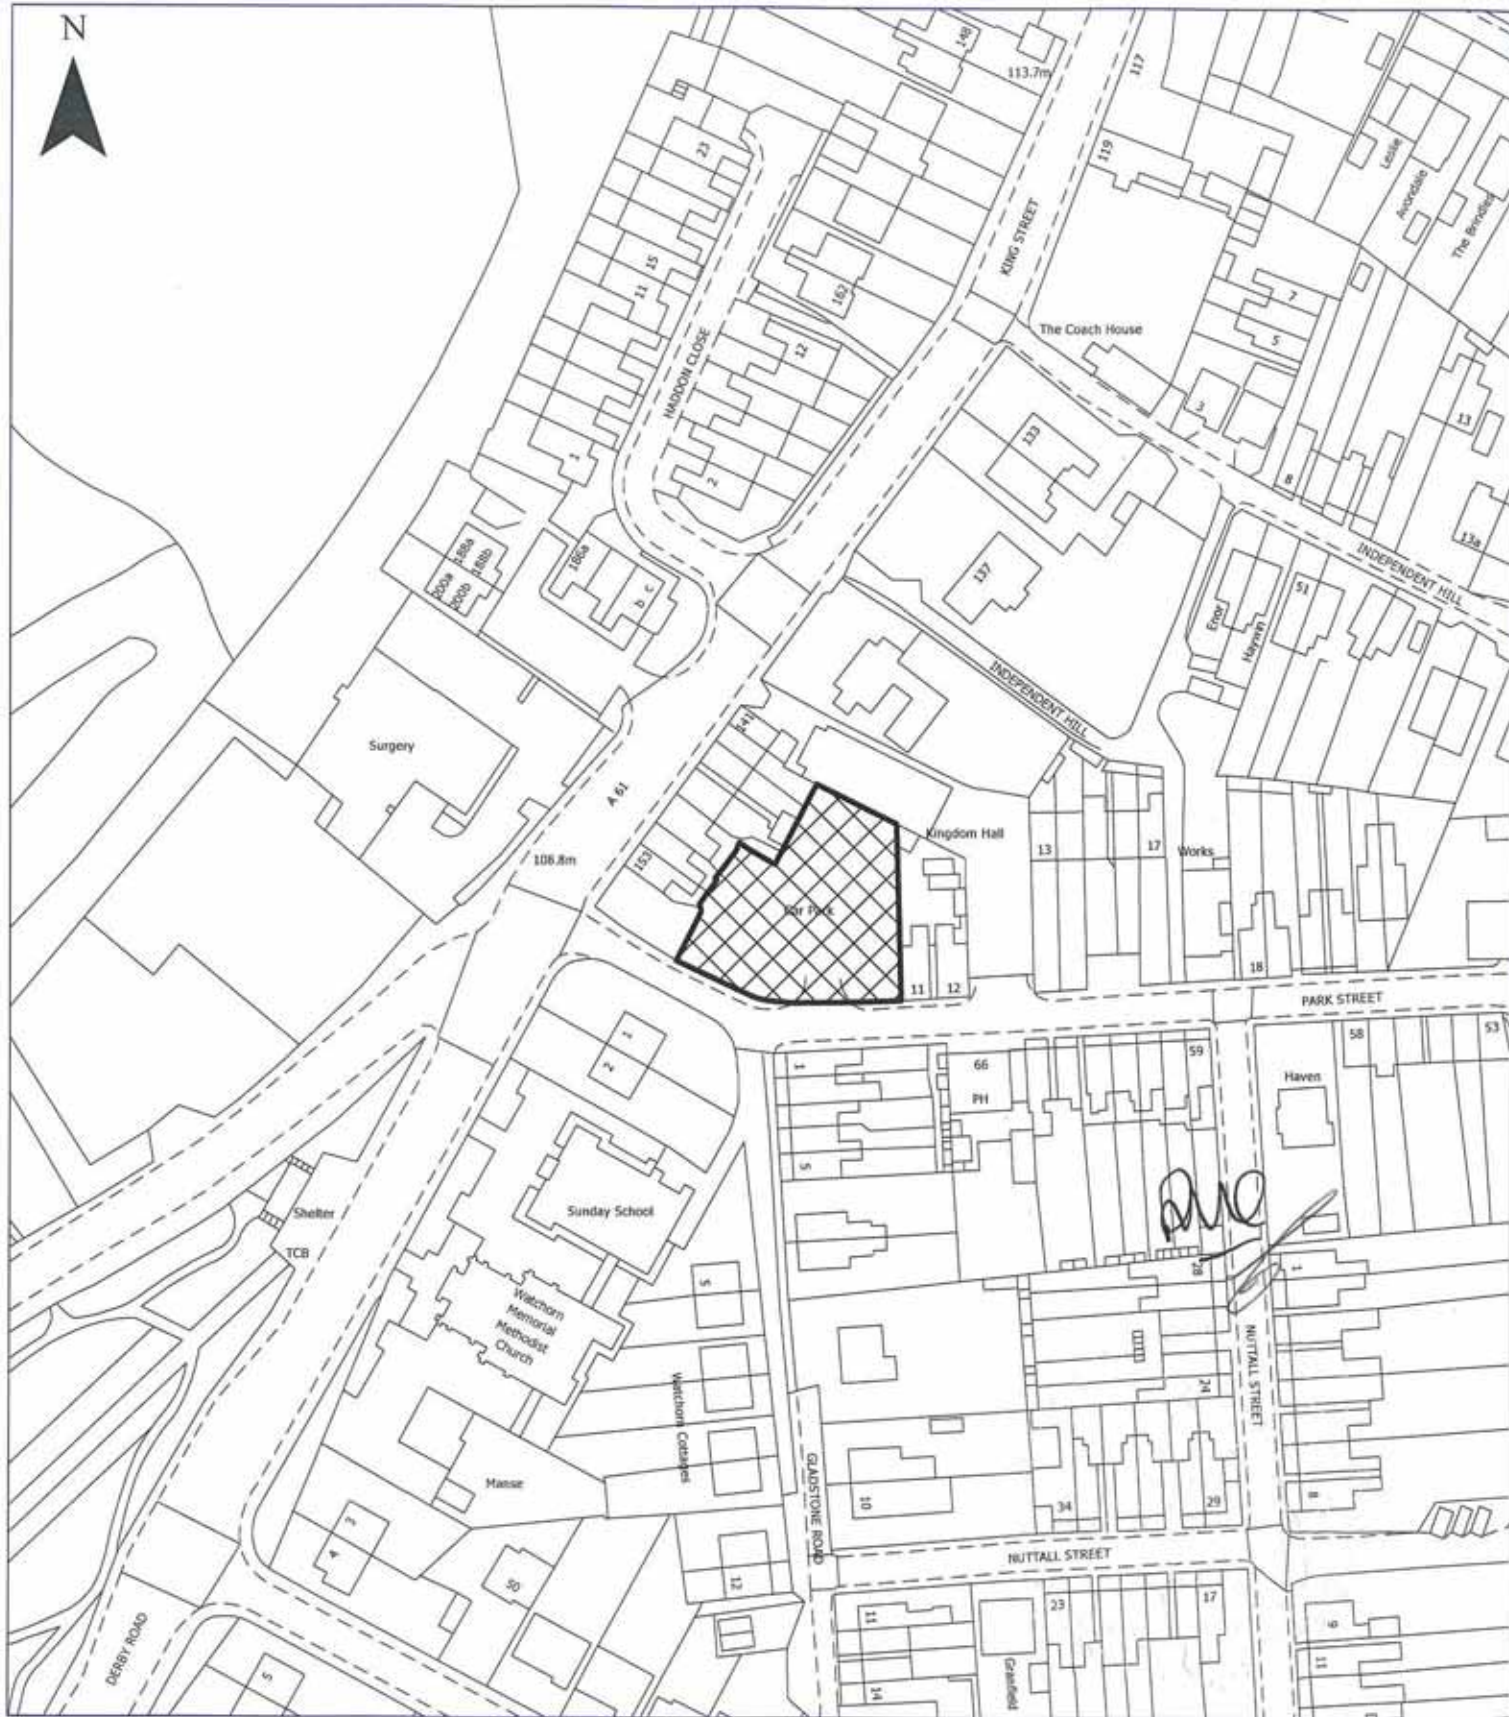 N
148
113.7m
117
23
119
Leslie
Avondale
The Brindles
KING STREET
15
11
162
7
The Coach House
5
HADDON CLOSE
12
3
13
133
1
2
8
188a
188b
200a
200b
186a
b
c
13a
INDEPENDENT HILL
137
51
Enor
INDEPENDENT HILL
141
Surgery
A 61
Kingdom Hall
13
17
Works
108.8m
153
Car Park
18
11
12
PARK STREET
1
2
1
66
PH
59
58
53
Haven
5
Shelter
Sunday School
TCB
28
1
5
Watchorn
Memorial
Methodist
Church
NUTTALL STREET
24
Watchorn Cottages
Manse
GLADSTONE ROAD
10
34
29
8
3
4
NUTTALL STREET
50
12
23
17
11
9
DERBY ROAD
5
14
Granfield
11